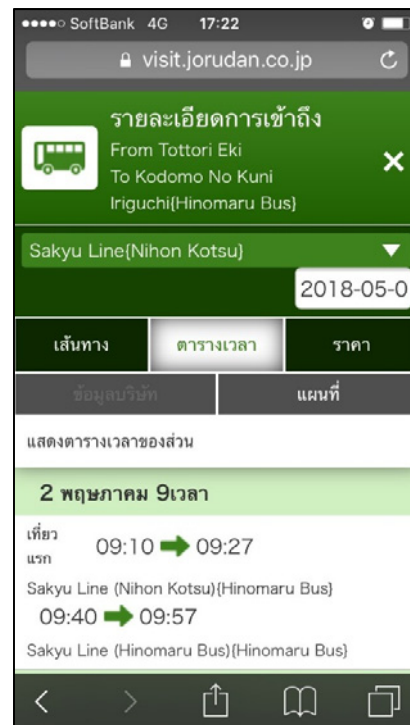 SoftBank 4G 17:22
visit.jorudan.co.jp
รายละเอียดการเข้าถึง
From Tottori Eki
To Kodomo No Kuni
Iriguchi{Hinomaru Bus}
Sakyu Line{Nihon Kotsu}
2018-05-0
เส้นทาง ตารางเวลา ราคา
ข้อมูลบริษัท แผนที่
แสดงตารางเวลาของส่วน
2 พฤษภาคม 9เวลา
เที่ยว
แรก
09:10 09:27
Sakyu Line (Nihon Kotsu){Hinomaru Bus}
09:40 09:57
Sakyu Line (Hinomaru Bus){Hinomaru Bus}